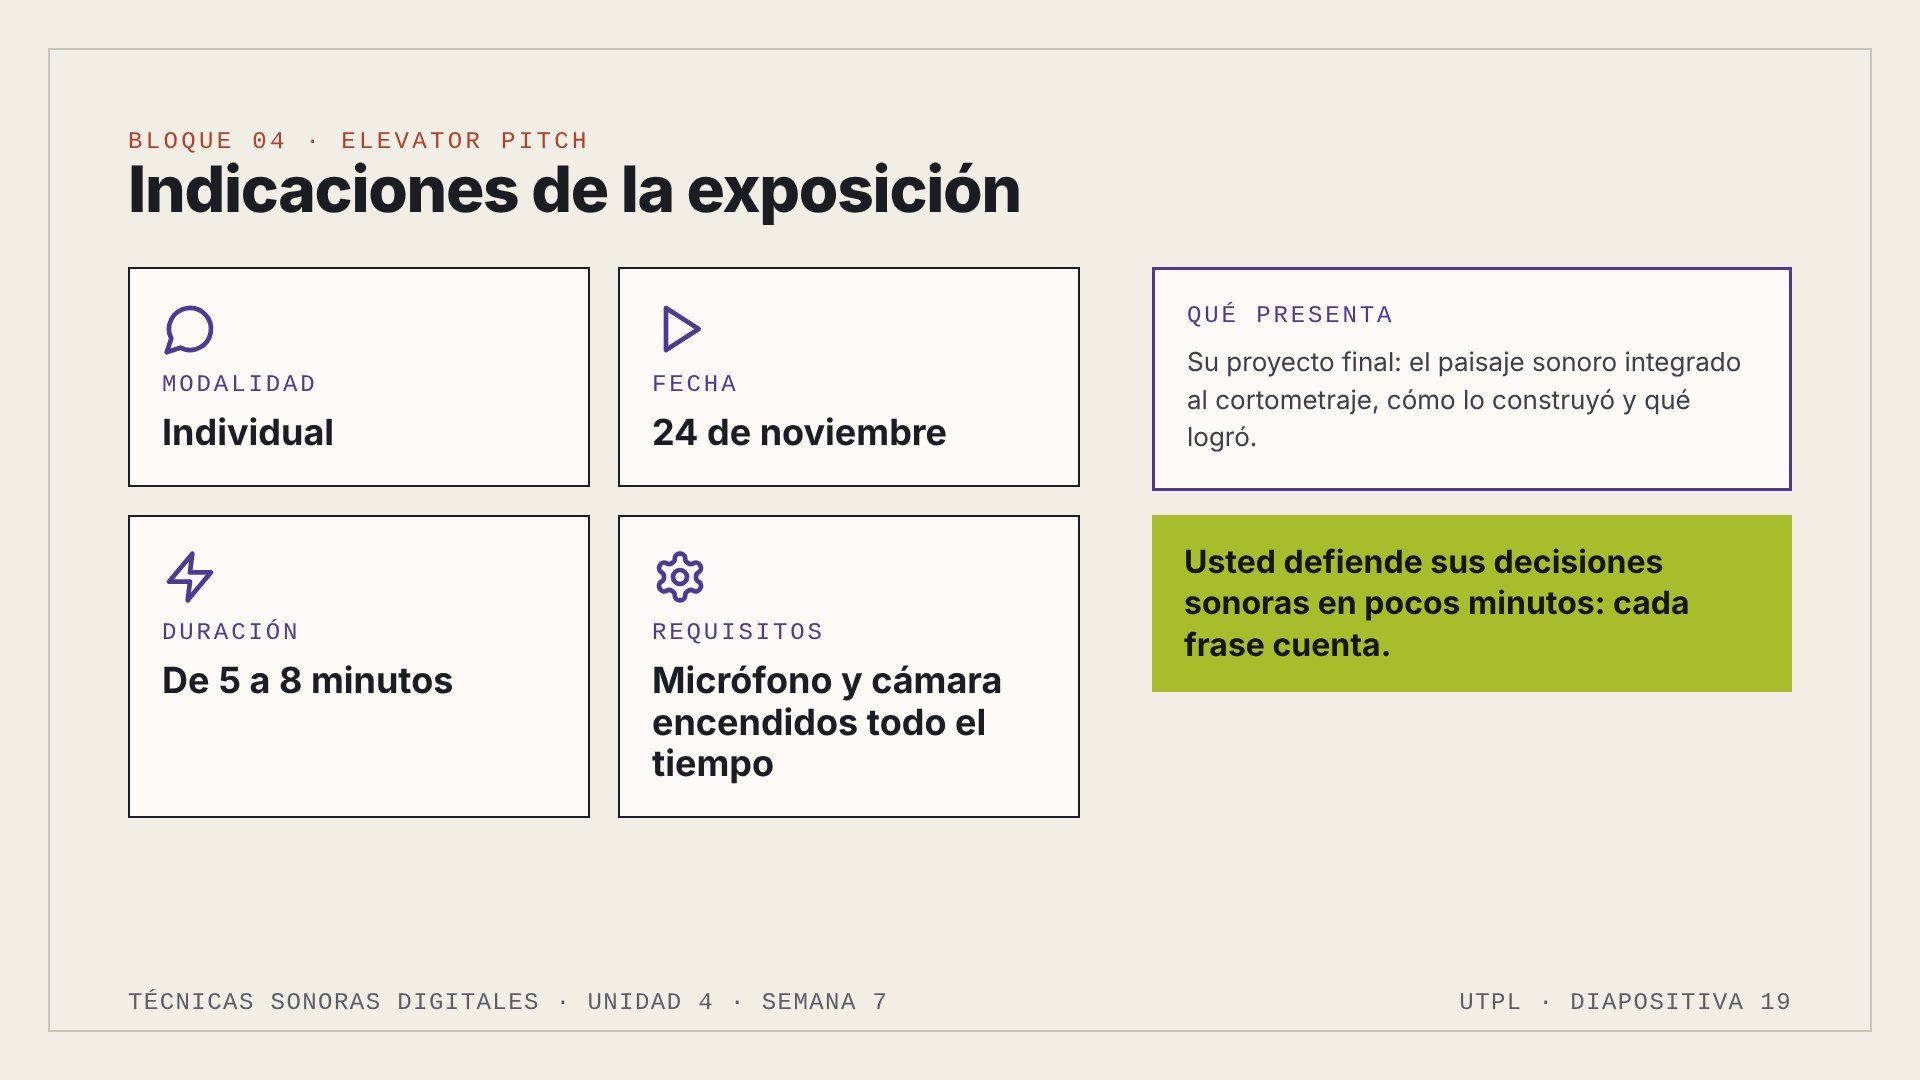 BLOQUE 04 · ELEVATOR PITCH
Indicaciones de la exposición
MODALIDAD
Individual
FECHA
24 de noviembre
DURACIÓN
De 5 a 8 minutos
REQUISITOS
Micrófono y cámara
encendidos todo el
tiempo
QUÉ PRESENTA
Su proyecto final: el paisaje sonoro integrado
al cortometraje, cómo lo construyó y qué
logró.
Usted defiende sus decisiones
sonoras en pocos minutos: cada
frase cuenta.
TÉCNICAS SONORAS DIGITALES · UNIDAD 4 · SEMANA 7
UTPL · DIAPOSITIVA 19